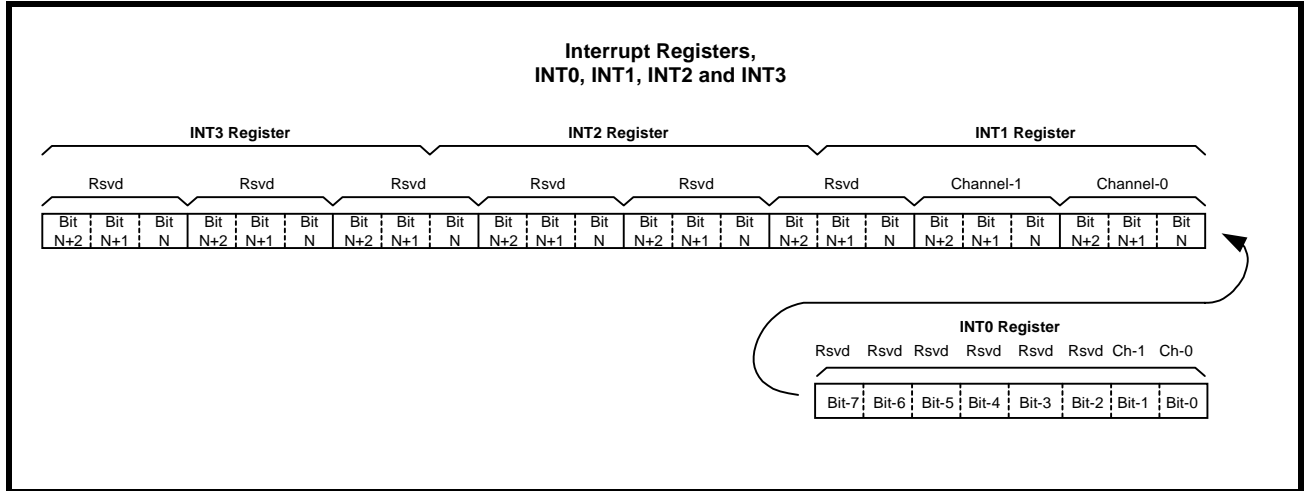 Interrupt Registers,
INT0, INT1, INT2 and INT3
INT3 Register INT2 Register INT1 Register
Rsvd Rsvd Rsvd Rsvd Rsvd Rsvd Channel-1 Channel-0
Bit Bit Bit Bit Bit Bit Bit Bit Bit Bit Bit Bit Bit Bit Bit Bit Bit Bit Bit Bit Bit Bit Bit Bit
N+2 N+1 N N+2 N+1 N N+2 N+1 N N+2 N+1 N N+2 N+1 N N+2 N+1 N N+2 N+1 N N+2 N+1 N
INT0 Register
Rsvd Rsvd Rsvd Rsvd Rsvd Rsvd Ch-1 Ch-0
Bit-7 Bit-6 Bit-5 Bit-4 Bit-3 Bit-2 Bit-1 Bit-0